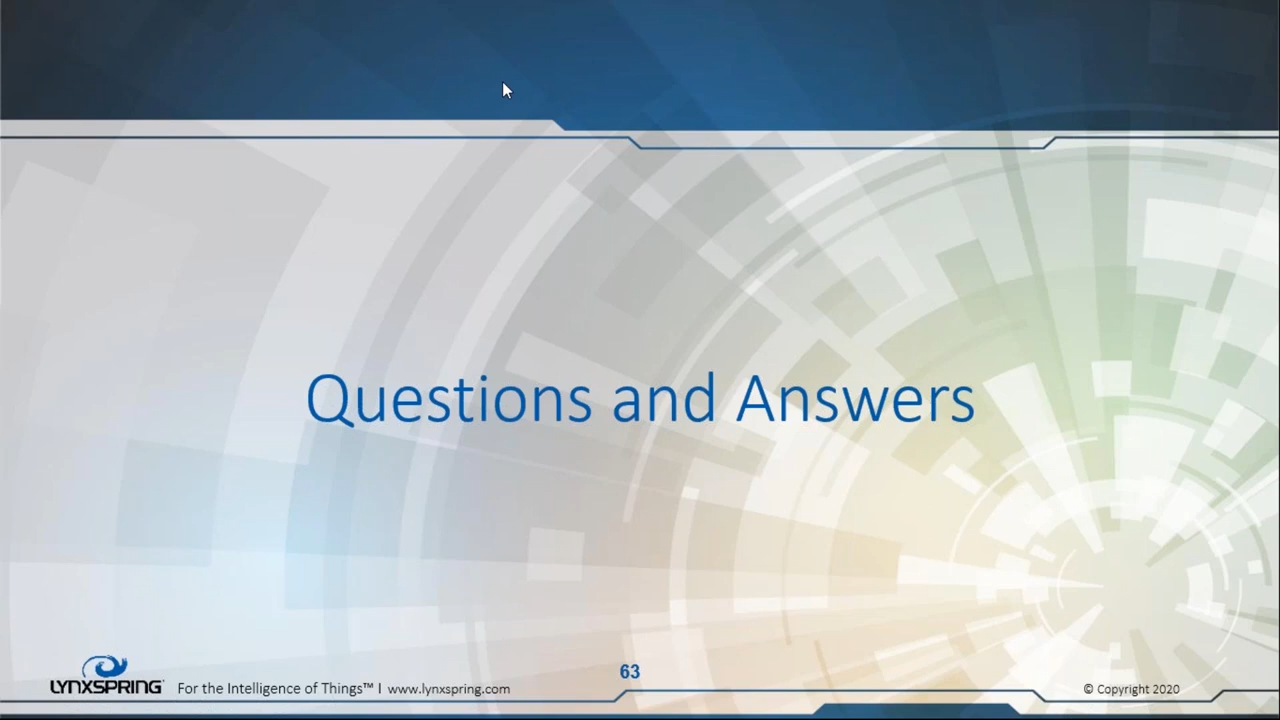 Questions and Answers
63
LYNXSPRING For the Intelligence of Things™ | www.lynxspring.com
© Copyright 2020